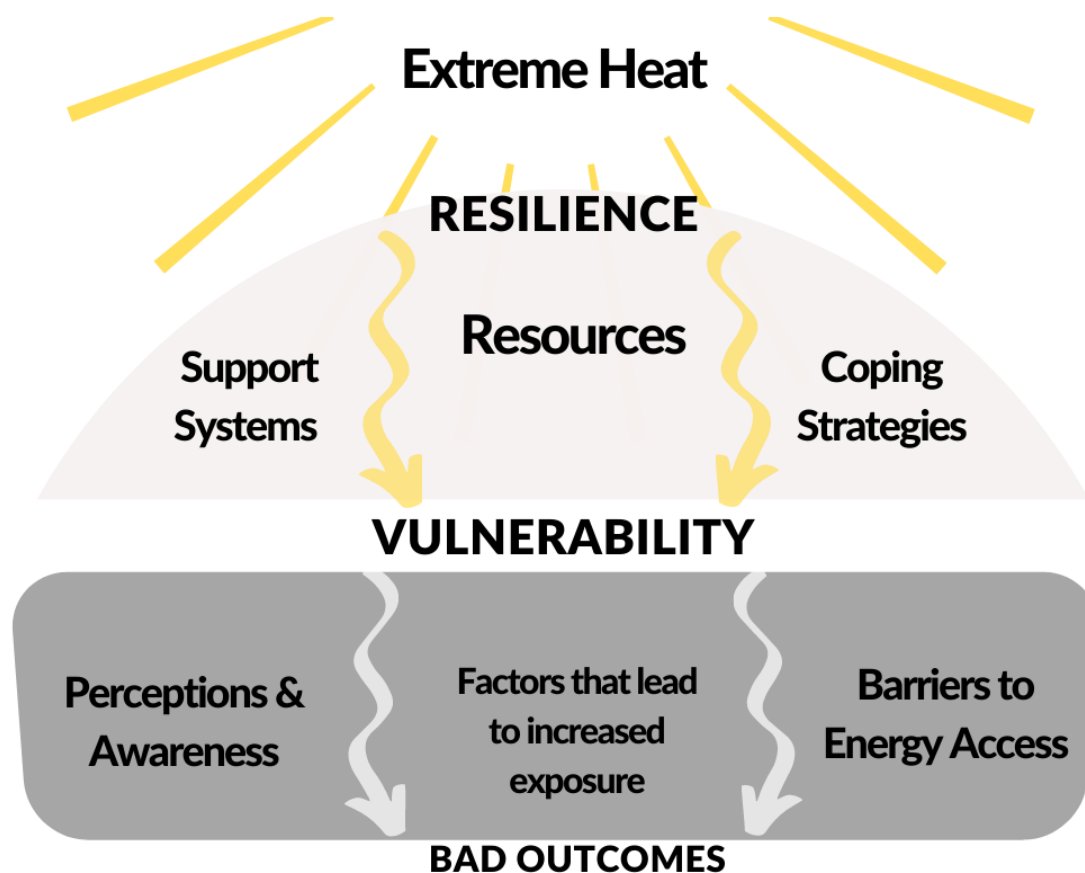 Extreme Heat
RESILIENCE
Resources
Support
Systems
Coping
Strategies
VULNERABILITY
Perceptions &
Awareness
Factors that lead
to increased
exposure
Barriers to
Energy Access
BAD OUTCOMES